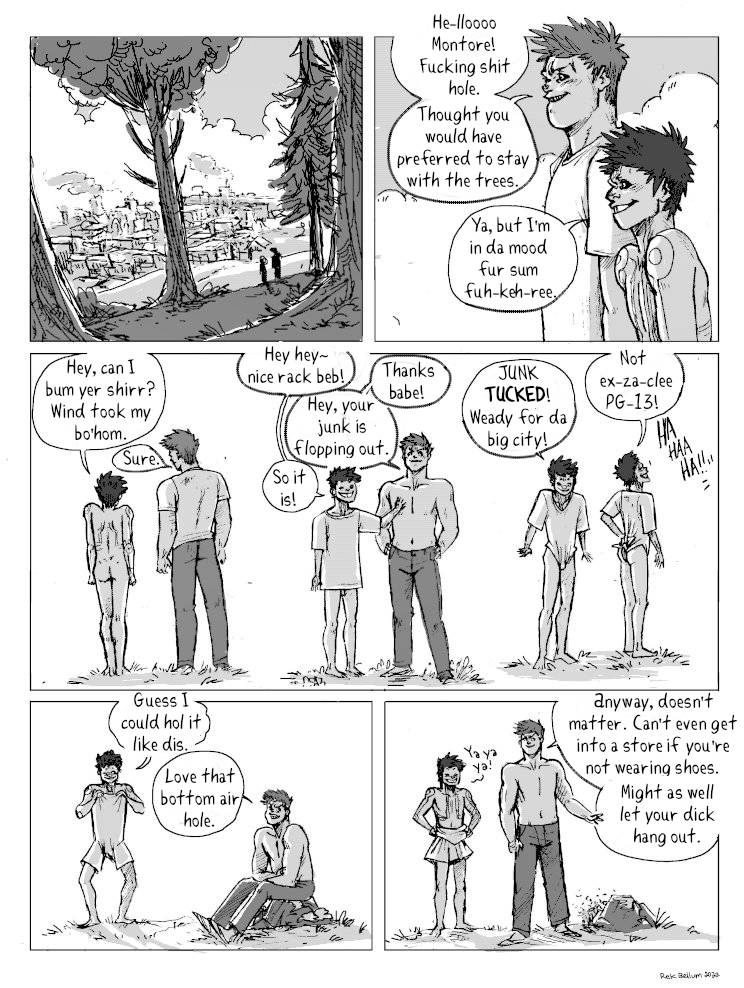 He-lloooo
Montore!
Fucking shit
hole.
Thought you
would have
preferred to stay
with the trees.
Ya, but I'm
in da mood
fur sum
fuh-keh-ree.
Hey, can I
bum yer shirr?
Wind took my
bo'hom.
Sure.
Hey hey~
nice rack beb!
Thanks
babe!
Hey, your
junk is
flopping out.
So it
is!
JUNK
TUCKED!
Weady for da
big city!
Not
ex-za-clee
PG-13!
HA
HAA
HA!!
Guess I
could hol it
like dis.
Love that
bottom air
hole.
Ya ya
ya!
anyway, doesn't
matter. Can't even get
into a store if you're
not wearing shoes.
Might as well
let your dick
hang out.
Rek Bellum 2022